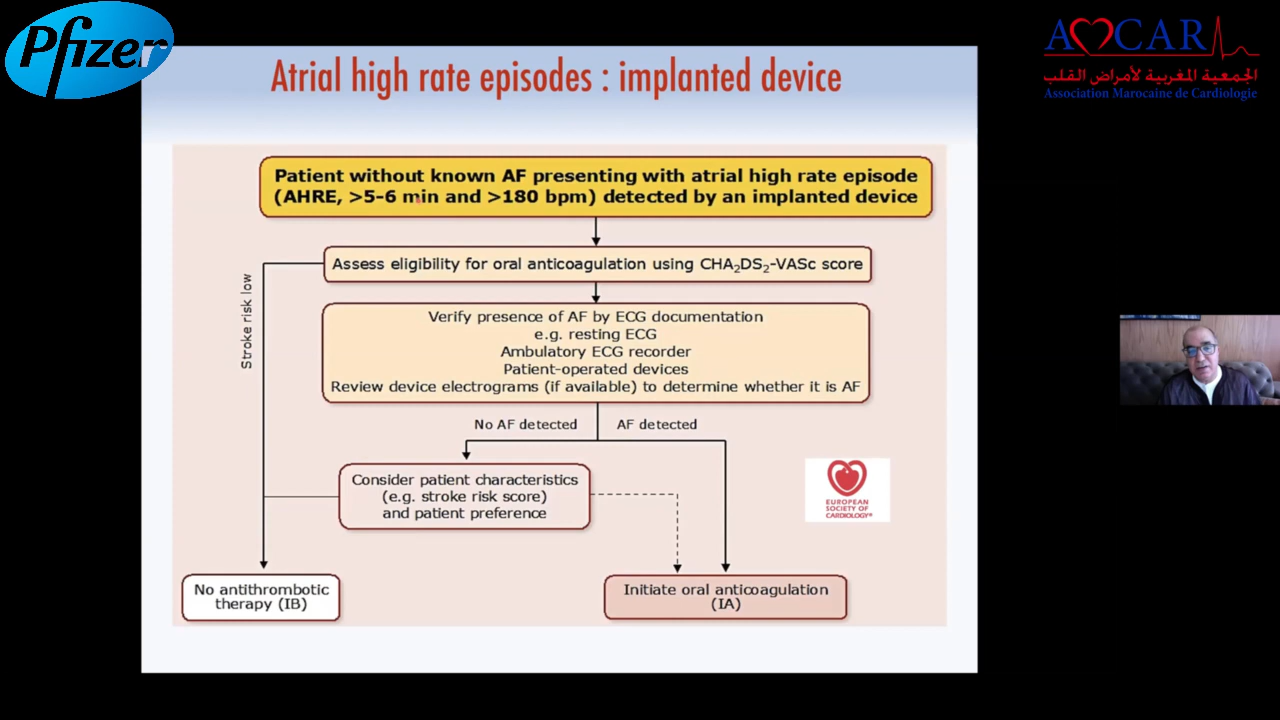 Pfizer
AMCAR
الجمعية المغربية لأمراض القلب
Association Marocaine de Cardiologie
Atrial high rate episodes : implanted device
Patient without known AF presenting with atrial high rate episode
(AHRE, >5-6 min and >180 bpm) detected by an implanted device
Assess eligibility for oral anticoagulation using CHA₂DS₂-VASc score
Stroke risk low
Verify presence of AF by ECG documentation
e.g. resting ECG
Ambulatory ECG recorder
Patient-operated devices
Review device electrograms (if available) to determine whether it is AF
No AF detected
AF detected
Consider patient characteristics
(e.g. stroke risk score)
and patient preference
EUROPEAN
SOCIETY OF
CARDIOLOGY®
No antithrombotic
therapy (IB)
Initiate oral anticoagulation
(IA)